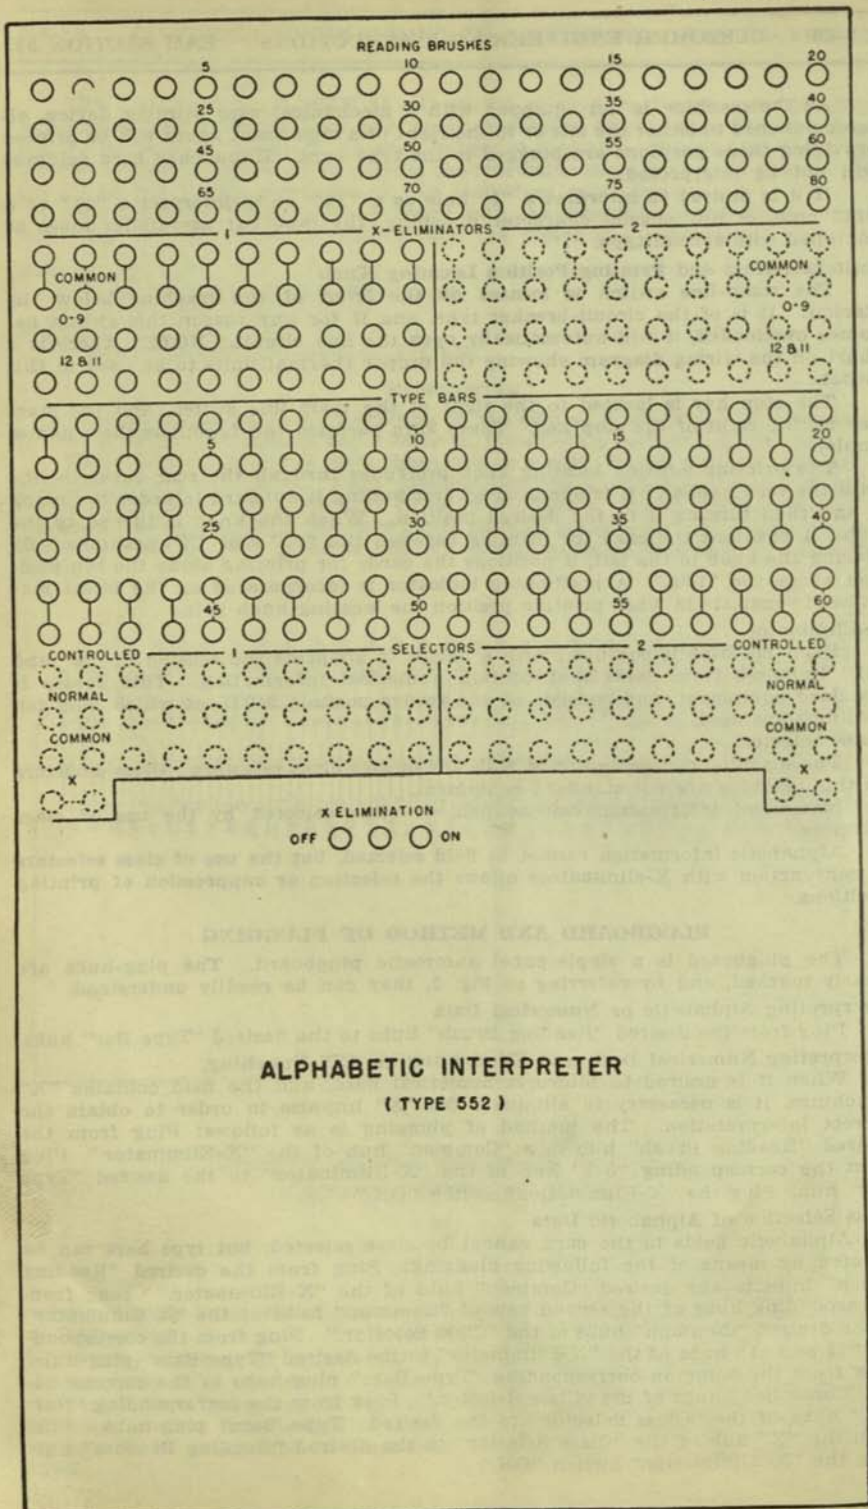 READING BRUSHES
5 10 15 20
25 30 35 40
45 50 55 60
65 70 75 80
1 X-ELIMINATORS 2
COMMON COMMON
0-9 0-9
12 & 11 12 & 11
TYPE BARS
5 10 15 20
25 30 35 40
45 50 55 60
CONTROLLED 1 SELECTORS 2 CONTROLLED
NORMAL NORMAL
COMMON COMMON
X X
X ELIMINATION
OFF ON
ALPHABETIC INTERPRETER
( TYPE 552 )